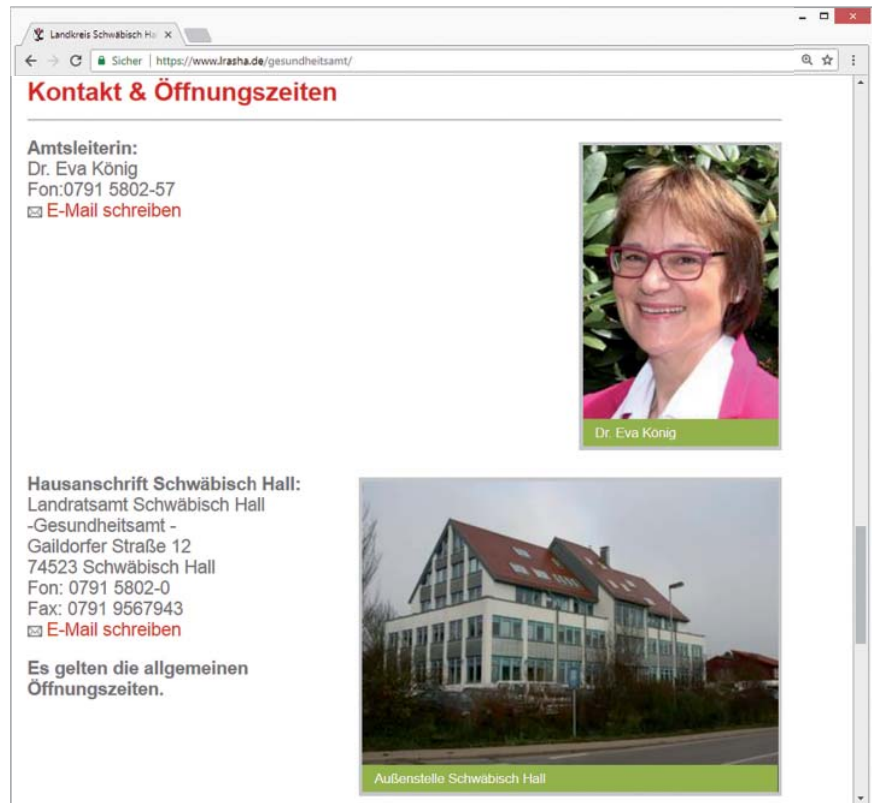 Landkreis Schwäbisch Ha
Sicher | https://www.lrasha.de/gesundheitsamt/
Kontakt & Öffnungszeiten
Amtsleiterin:
Dr. Eva König
Fon:0791 5802-57
E-Mail schreiben
Dr. Eva König
Hausanschrift Schwäbisch Hall:
Landratsamt Schwäbisch Hall
-Gesundheitsamt -
Gaildorfer Straße 12
74523 Schwäbisch Hall
Fon: 0791 5802-0
Fax: 0791 9567943
E-Mail schreiben
Es gelten die allgemeinen
Öffnungszeiten.
Außenstelle Schwäbisch Hall